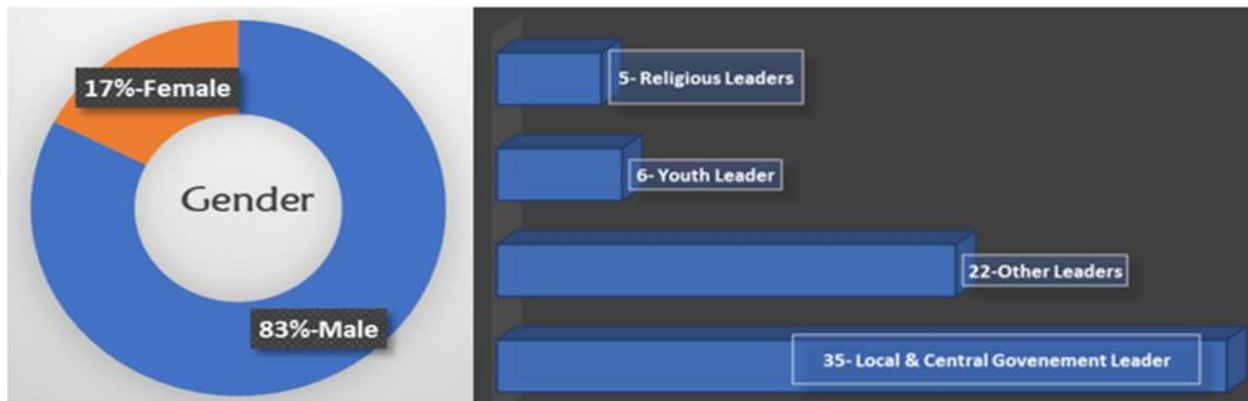 17%-Female
Gender
83%-Male
5- Religious Leaders
6- Youth Leader
22-Other Leaders
35- Local & Central Govenement Leader